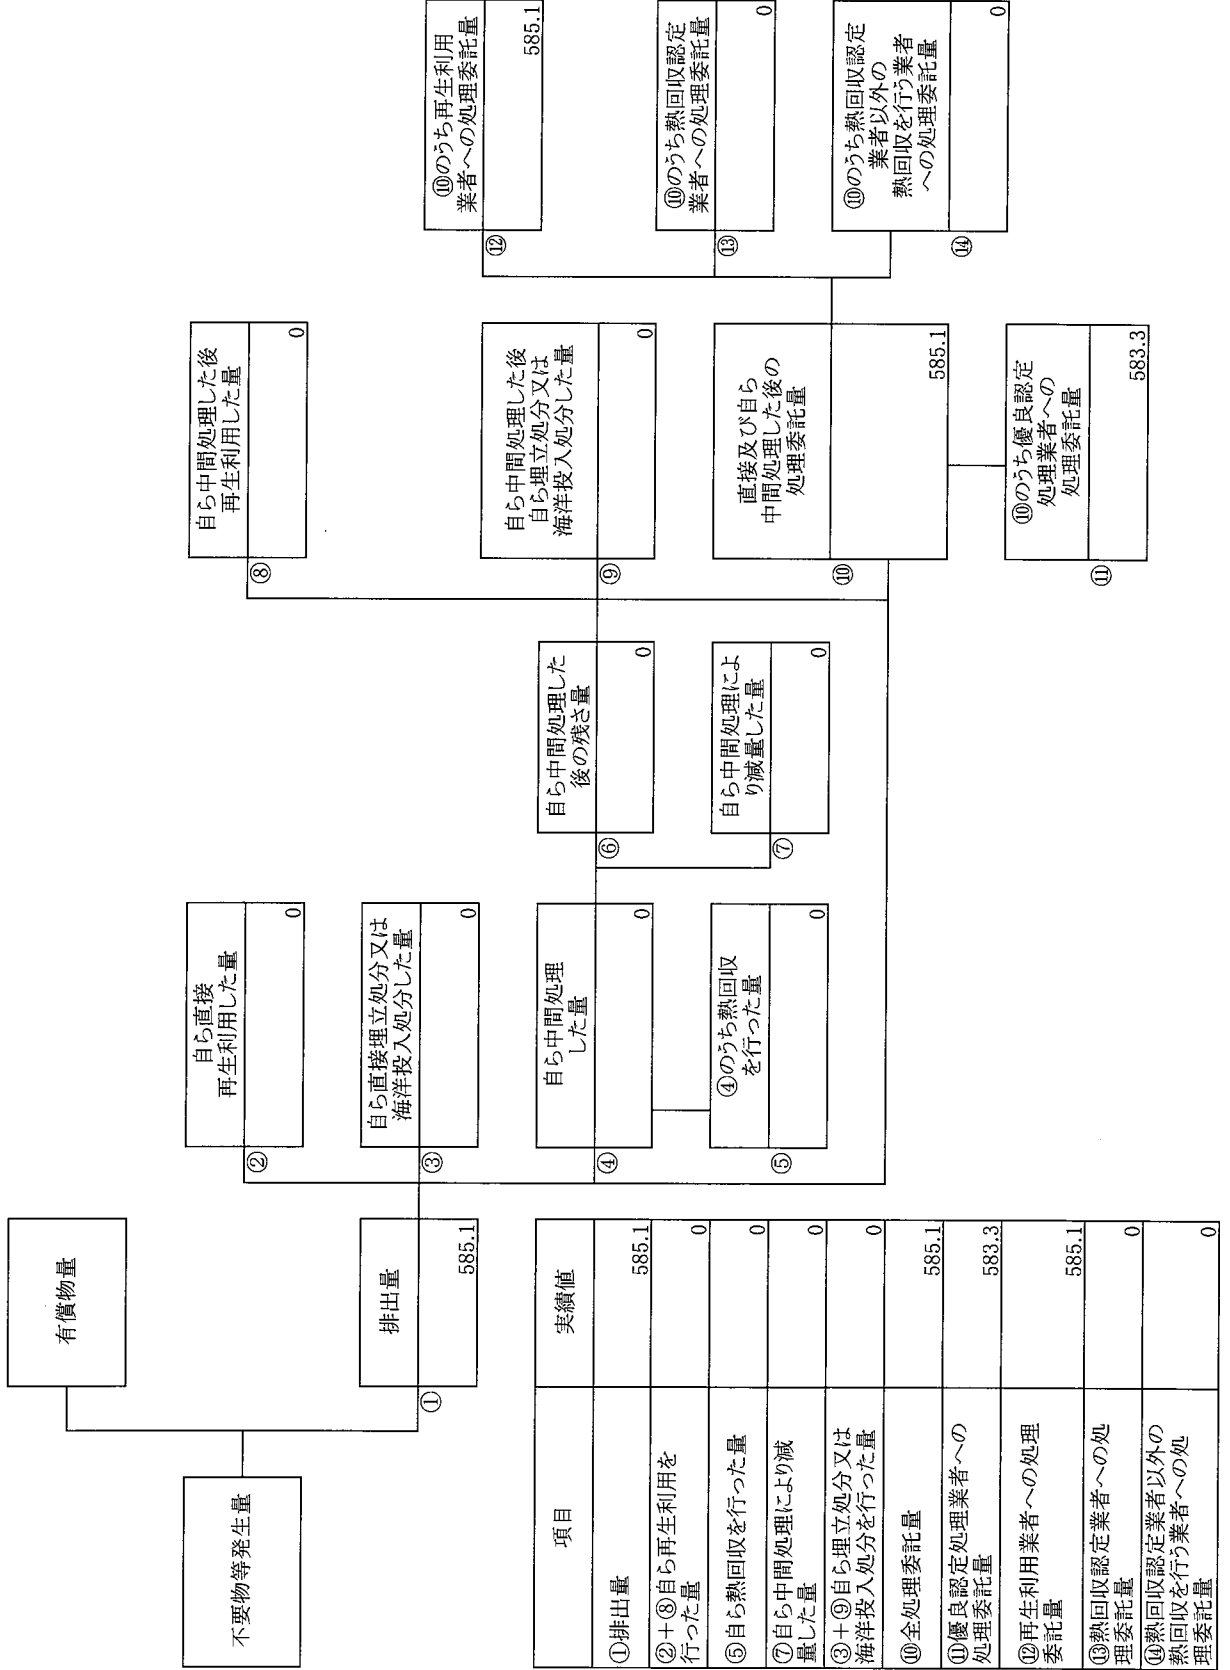 不要物等発生量
有償物量
①
排出量
585.1
②
自ら直接
再生利用した量
0
③
自ら直接埋立処分又は
海洋投入処分した量
0
④
自ら中間処理
した量
0
⑤
④のうち熱回収
を行った量
0
⑥
自ら中間処理した
後の残さ量
0
⑦
自ら中間処理によ
り減量した量
0
⑧
自ら中間処理した後
再生利用した量
0
⑨
自ら中間処理した後
自ら埋立処分又は
海洋投入処分した量
0
⑩
直接及び自ら
中間処理した後の
処理委託量
585.1
⑪
⑩のうち優良認定
処理業者への
処理委託量
583.3
⑫
⑩のうち再生利用
業者への処理委託量
585.1
⑬
⑩のうち熱回収認定
業者への処理委託量
0
⑭
⑩のうち熱回収認定
業者以外の
熱回収を行う業者
への処理委託量
0
項目 実績値
①排出量 585.1
②+⑧自ら再生利用を
行った量 0
⑤自ら熱回収を行った量 0
⑦自ら中間処理により減
量した量 0
③+⑨自ら埋立処分又は
海洋投入処分を行った量 0
⑩全処理委託量 585.1
⑪優良認定処理業者への
処理委託量 583.3
⑫再生利用業者への処理
委託量 585.1
⑬熱回収認定業者への処
理委託量 0
⑭熱回収認定業者以外の
熱回収を行う業者への処
理委託量 0